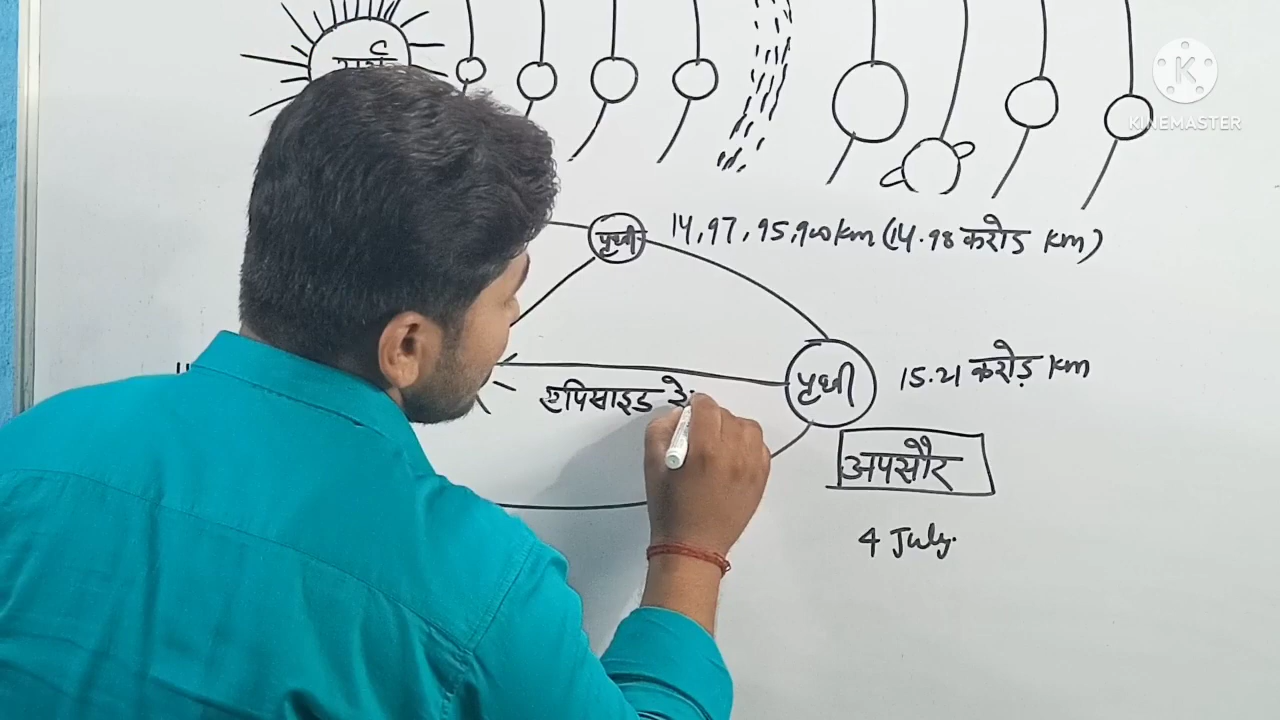 K
KINEMASTER
पृथ्वी 14,97,95,900 km (14.98 करोड़ km)
पृथ्वी 15.21 करोड़ km
एपिसाइड रे
अपसौर
4 July.